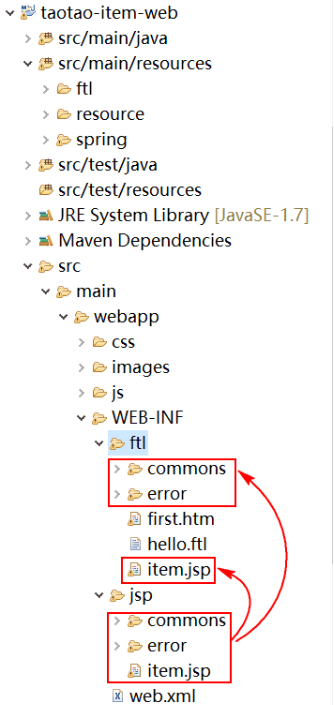 taotao-item-web
src/main/java
src/main/resources
ftl
resource
spring
src/test/java
src/test/resources
JRE System Library [JavaSE-1.7]
Maven Dependencies
src
main
webapp
css
images
js
WEB-INF
ftl
commons
error
first.htm
hello.ftl
item.jsp
jsp
commons
error
item.jsp
web.xml